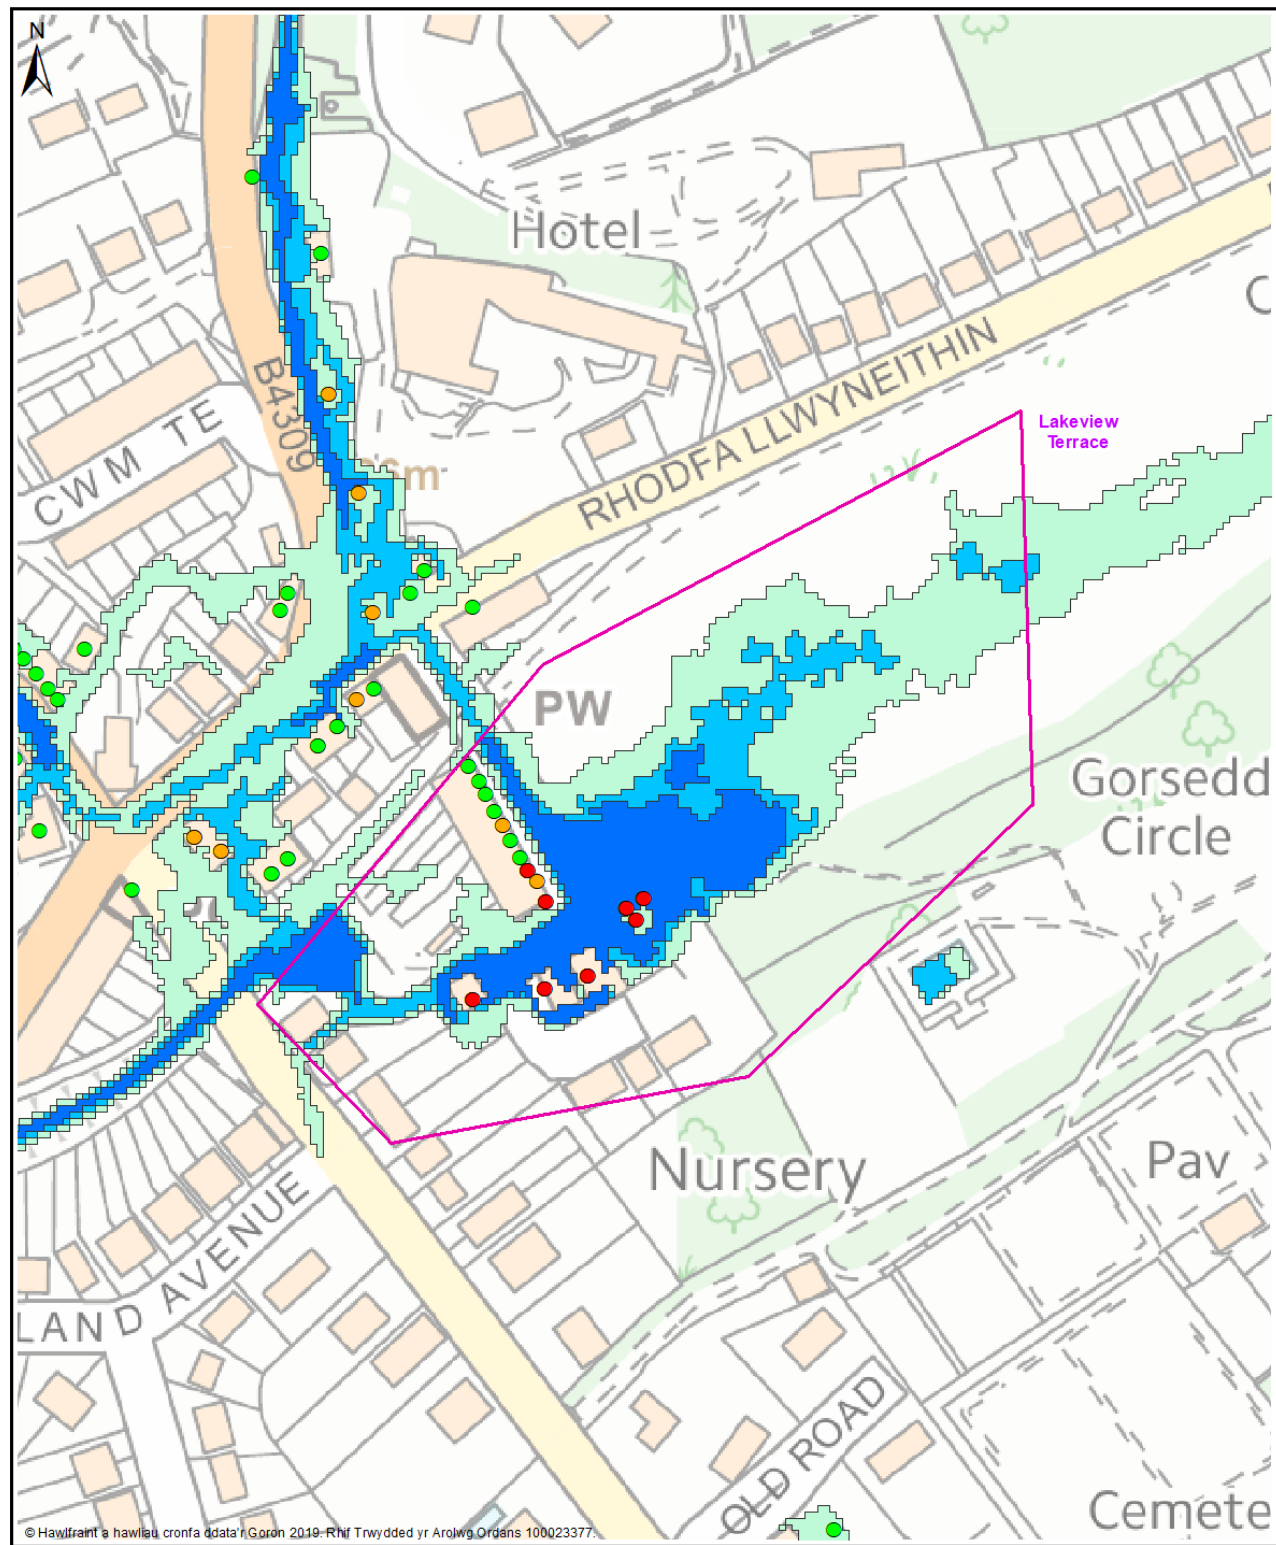 N
Hotel
C
B4309
CWM TE
RHODFA LLWYNEITHIN
Lakeview
Terrace
PW
Gorsedd
Circle
Nursery
Pav
LAND AVENUE
OLD ROAD
Cemete
© Hawlfraint a hawliau cronfa ddata'r Goron 2019. Rhif Trwydded yr Arolwg Ordans 100023377.